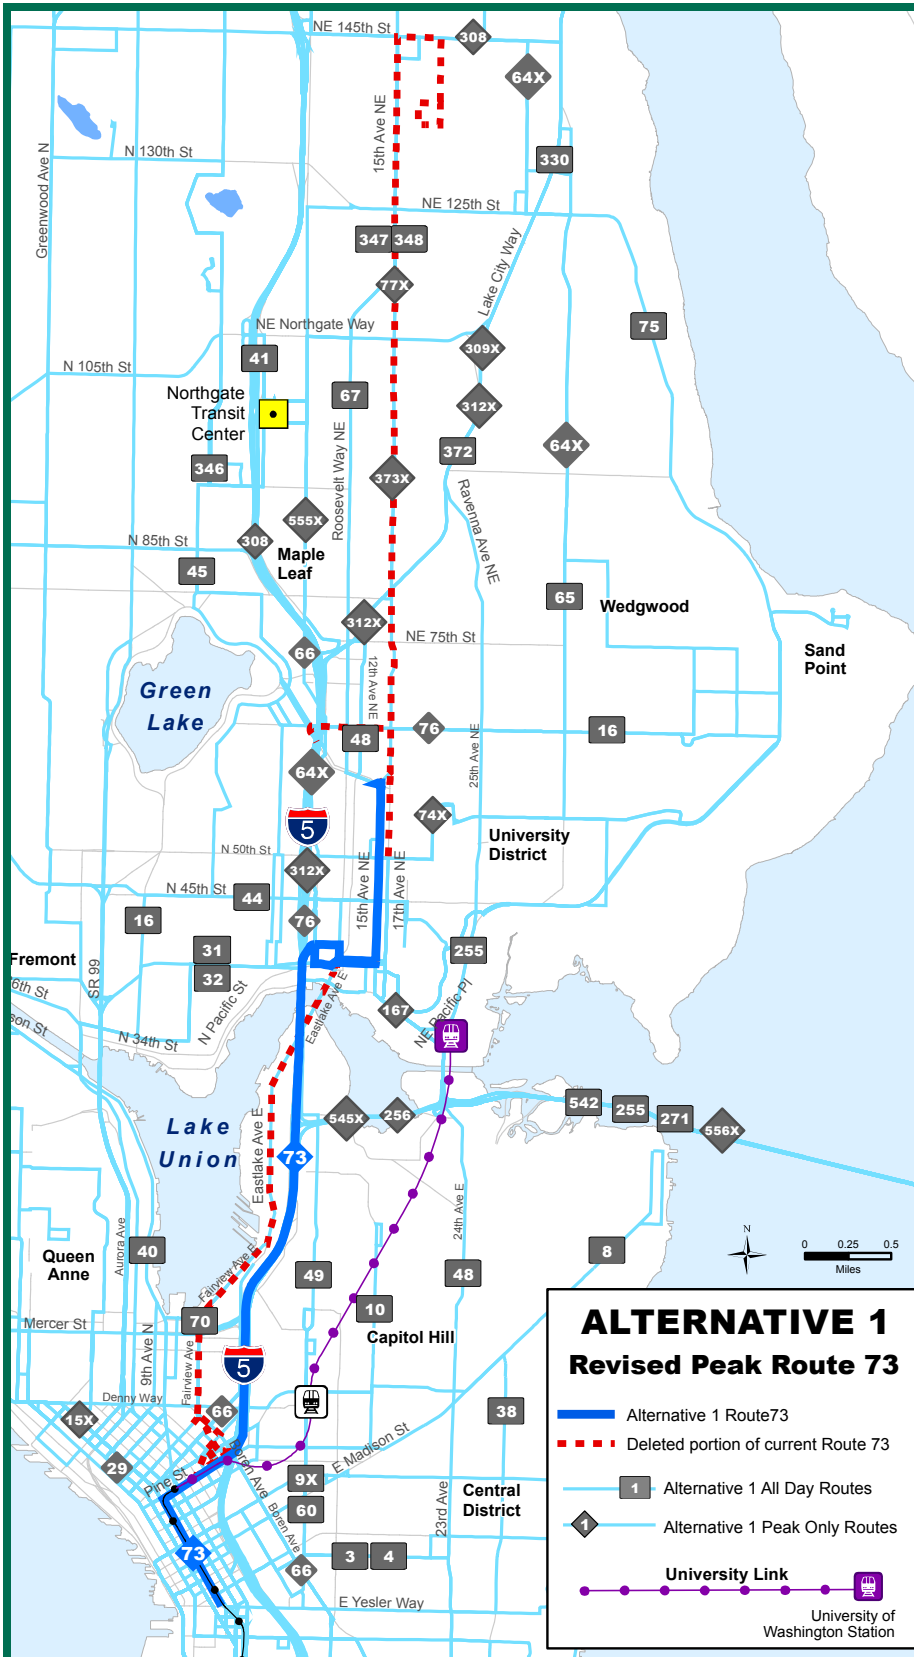 NE 145th St
308
64X
15th Ave NE
N 130th St
330
Greenwood Ave N
NE 125th St
347
348
Lake City Way
77X
NE Northgate Way
75
309X
41
N 105th St
Northgate
Transit
Center
67
312X
372
64X
346
Roosevelt Way NE
373X
Ravenna Ave NE
555X
N 85th St
308
Maple
Leaf
45
65
Wedgwood
312X
NE 75th St
66
12th Ave NE
Sand
Point
Green
Lake
48
76
16
25th Ave NE
64X
5
74X
University
District
N 50th St
15th Ave NE
17th Ave NE
312X
N 45th St
44
16
76
31
255
Fremont
32
SR 99
6th St
N Pacific St
Eastlake Ave E
167
NE Pacific Pl
son St
N 34th St
542
255
271
556X
545X
256
Lake
Union
Eastlake Ave E
73
24th Ave E
Queen
Anne
Aurora Ave
40
Fairview Ave E
49
48
8
N
0 0.25 0.5
Miles
10
70
Mercer St
9th Ave N
Fairview Ave
Capitol Hill
5
Denny Way
15X
66
38
29
Pine St
Boren Ave
E Madison St
9X
60
Central
District
23rd Ave
Boren Ave
73
3
4
66
E Yesler Way
ALTERNATIVE 1
Revised Peak Route 73
Alternative 1 Route73
Deleted portion of current Route 73
1
Alternative 1 All Day Routes
1
Alternative 1 Peak Only Routes
University Link
University of
Washington Station